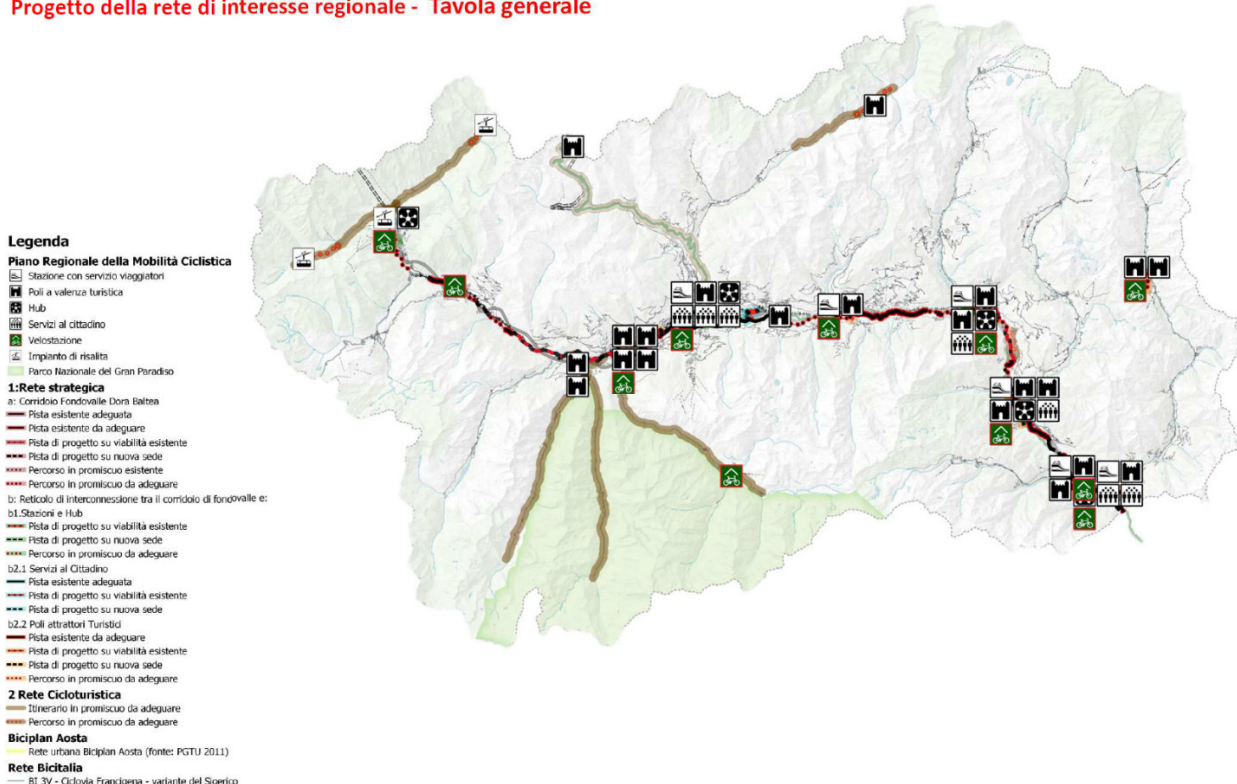 Progetto della rete di interesse regionale - Tavola generale
Legenda
Piano Regionale della Mobilità Ciclistica
Stazione con servizio viaggiatori
Poli a valenza turistica
Hub
Servizi al cittadino
Velostazione
Impianto di risalita
Parco Nazionale del Gran Paradiso
1:Rete strategica
a: Corridoio Fondovalle Dora Baltea
Pista esistente adeguata
Pista esistente da adeguare
Pista di progetto su viabilità esistente
Pista di progetto su nuova sede
Percorso in promiscuo esistente
Percorso in promiscuo da adeguare
b: Reticolo di interconnessione tra il corridoio di fondovalle e:
b1.Stazioni e Hub
Pista di progetto su viabilità esistente
Pista di progetto su nuova sede
Percorso in promiscuo da adeguare
b2.1 Servizi al Cittadino
Pista esistente adeguata
Pista di progetto su viabilità esistente
Pista di progetto su nuova sede
b2.2 Poli attrattori Turistici
Pista esistente da adeguare
Pista di progetto su viabilità esistente
Pista di progetto su nuova sede
Percorso in promiscuo da adeguare
2 Rete Cicloturistica
Itinerario in promiscuo da adeguare
Percorso in promiscuo da adeguare
Biciplan Aosta
Rete urbana Biciplan Aosta (fonte: PGTU 2011)
Rete Bicitalia
BI 3V - Ciclovia Francigena - variante del Sigerico